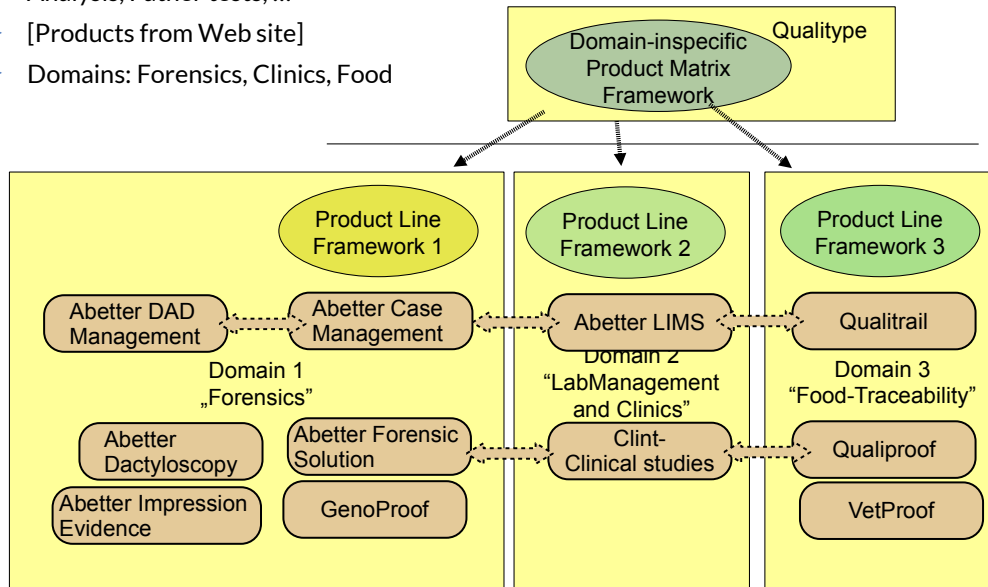 Analysis, Father tests, ...
[Products from Web site]
Domains: Forensics, Clinics, Food
Qualitype
Domain-inspecific
Product Matrix
Framework
Product Line
Framework 1
Product Line
Framework 2
Product Line
Framework 3
Abetter DAD
Management
Abetter Case
Management
Abetter LIMS
Qualitrail
Domain 1
„Forensics”
Domain 2
“LabManagement
and Clinics”
Domain 3
“Food-Traceability”
Abetter
Dactyloscopy
Abetter Forensic
Solution
Clint-
Clinical studies
Qualiproof
Abetter Impression
Evidence
GenoProof
VetProof